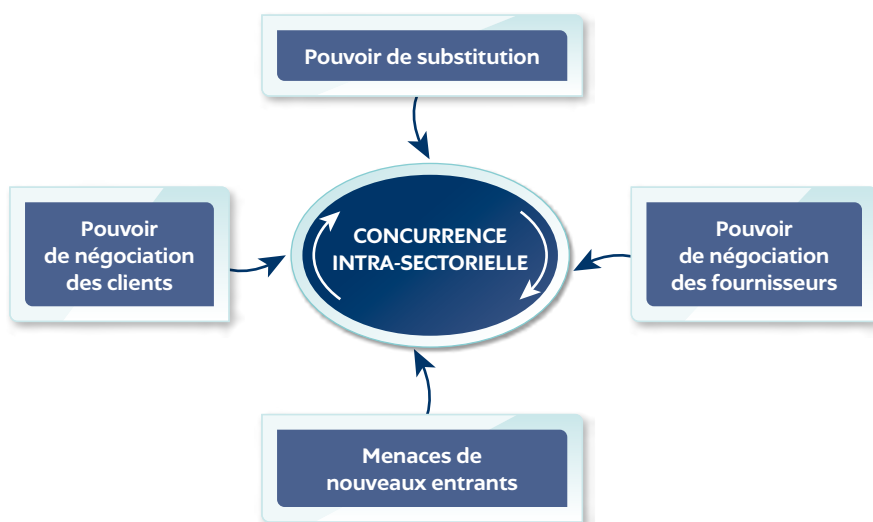 Pouvoir de substitution
Pouvoir
de négociation
des clients
CONCURRENCE
INTRA-SECTORIELLE
Pouvoir
de négociation
des fournisseurs
Menaces de
nouveaux entrants